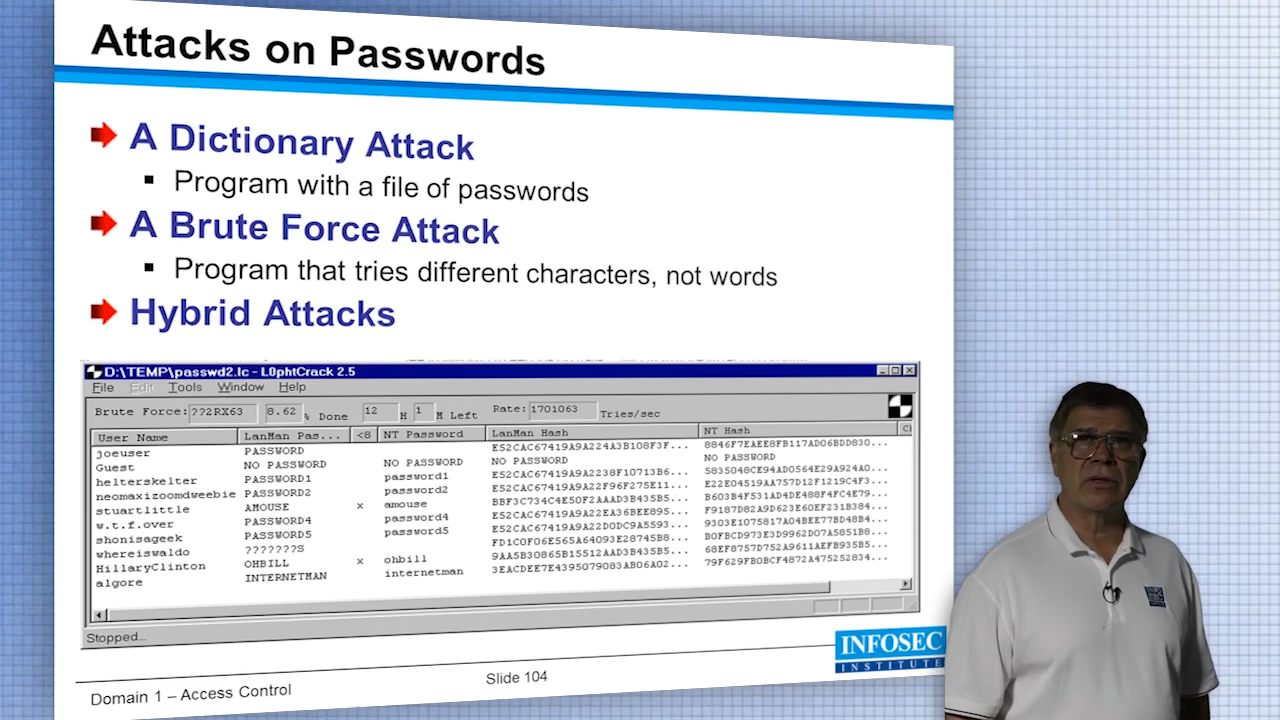 Attacks on Passwords
A Dictionary Attack
Program with a file of passwords
A Brute Force Attack
Program that tries different characters, not words
Hybrid Attacks
D:\TEMP\passwd2.lc - L0phtCrack 2.5
File Edit Tools Window Help
Brute Force: ??2RX63 8.62 % Done 12 H 1 M Left Rate: 1701063 Tries/sec
User Name LanMan Pas... <8 NT Password LanMan Hash NT Hash
joeuser PASSWORD
Guest NO PASSWORD NO PASSWORD NO PASSWORD NO PASSWORD
helterskelter PASSWORD1 password1
neomaxizoomdweebie PASSWORD2 password2
stuartlittle AMOUSE x amouse
w.t.f.over PASSWORD4 password4
shonisageek PASSWORD5 password5
whereiswaldo ???????S
HillaryClinton OHBILL x ohbill
algore INTERNETMAN internetman
Stopped...
INFOSEC
INSTITUTE
Domain 1 – Access Control
Slide 104